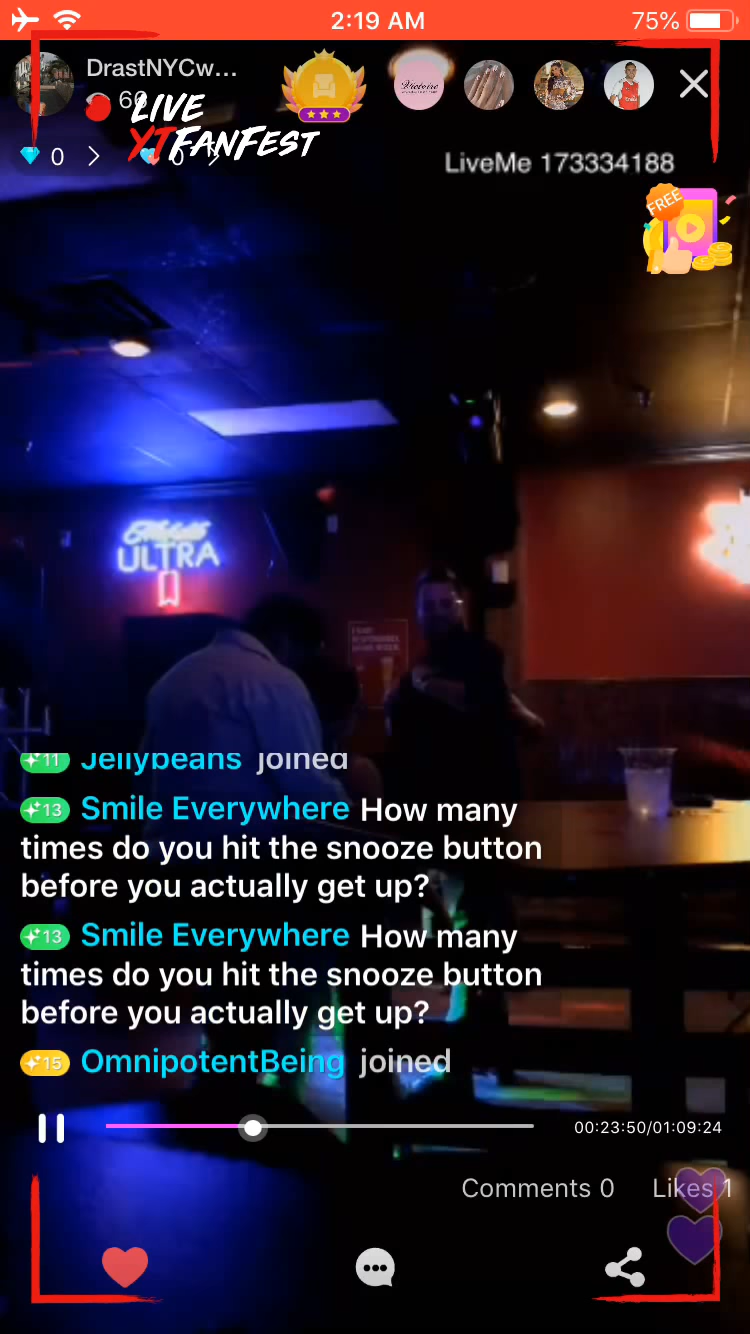 2:19 AM
75%
DrastNYCw...
LIVE
YTFANFEST
0
LiveMe 173334188
FREE
ULTRA
11 Jellybeans joined
13 Smile Everywhere How many
times do you hit the snooze button
before you actually get up?
13 Smile Everywhere How many
times do you hit the snooze button
before you actually get up?
15 OmnipotentBeing joined
00:23:50/01:09:24
Comments 0 Likes 1